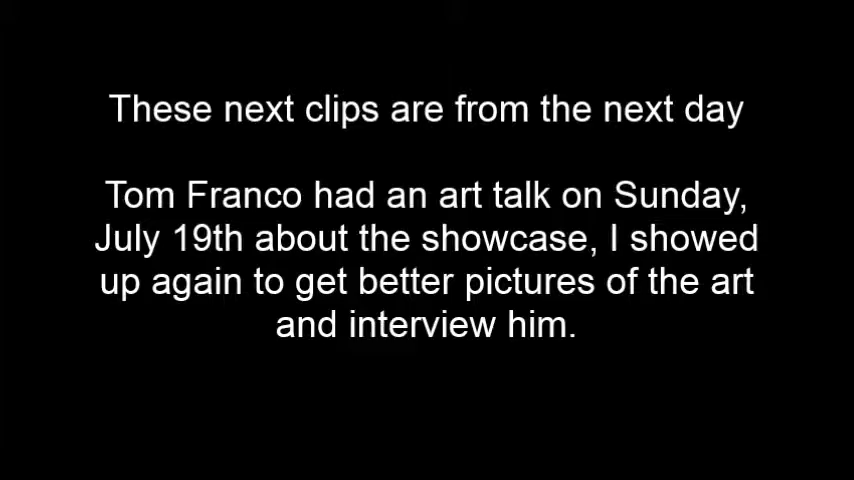 These next clips are from the next day
Tom Franco had an art talk on Sunday,
July 19th about the showcase, I showed
up again to get better pictures of the art
and interview him.